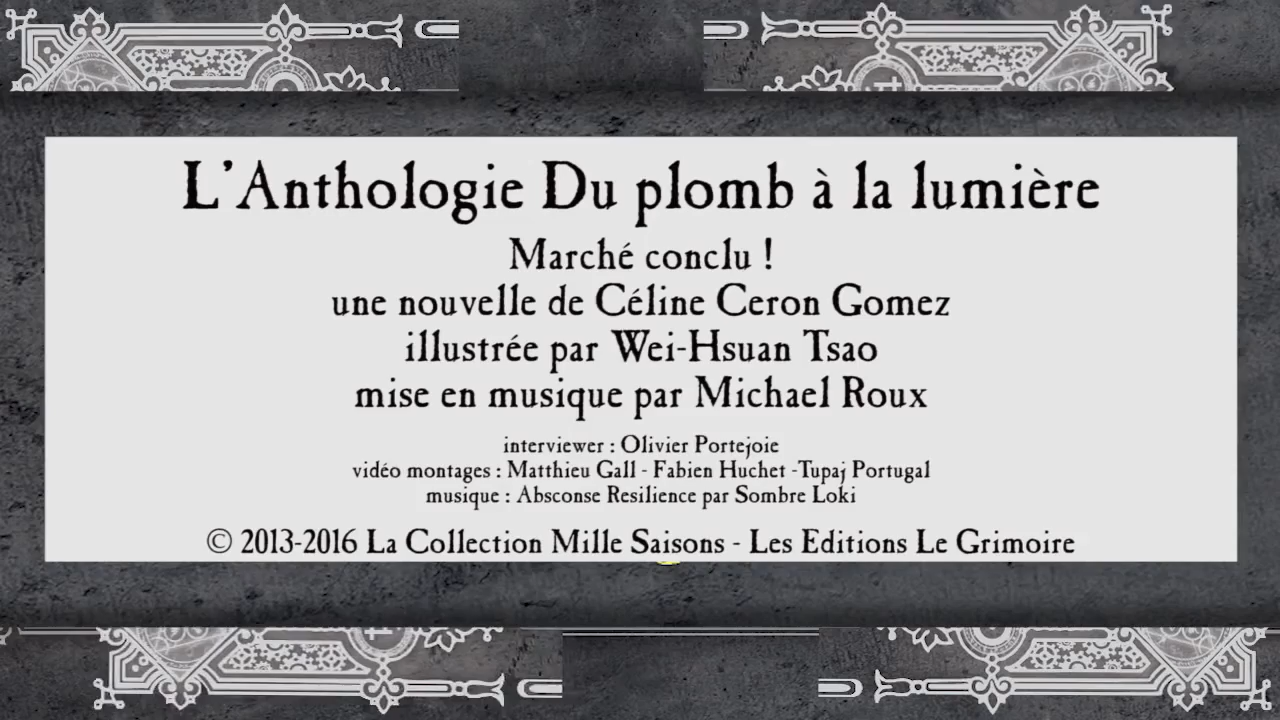 L'Anthologie Du plomb à la lumière
Marché conclu !
une nouvelle de Céline Ceron Gomez
illustrée par Wei-Hsuan Tsao
mise en musique par Michael Roux
interviewer : Olivier Portejoie
vidéo montages : Matthieu Gall - Fabien Huchet -Tupaj Portugal
musique : Absconse Resilience par Sombre Loki
© 2013-2016 La Collection Mille Saisons - Les Editions Le Grimoire